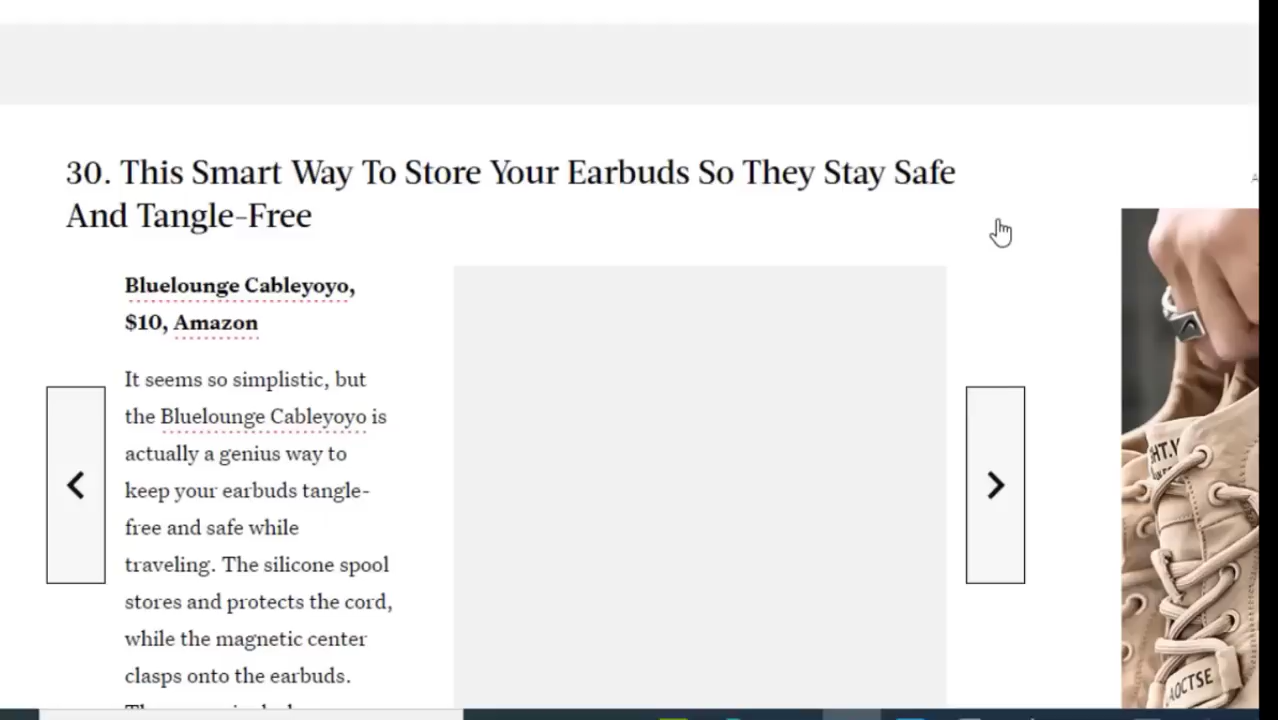 30. This Smart Way To Store Your Earbuds So They Stay Safe
And Tangle-Free
Bluelounge Cableyoyo,
$10, Amazon
It seems so simplistic, but
the Bluelounge Cableyoyo is
actually a genius way to
keep your earbuds tangle-
free and safe while
traveling. The silicone spool
stores and protects the cord,
while the magnetic center
clasps onto the earbuds.
AOCTSE